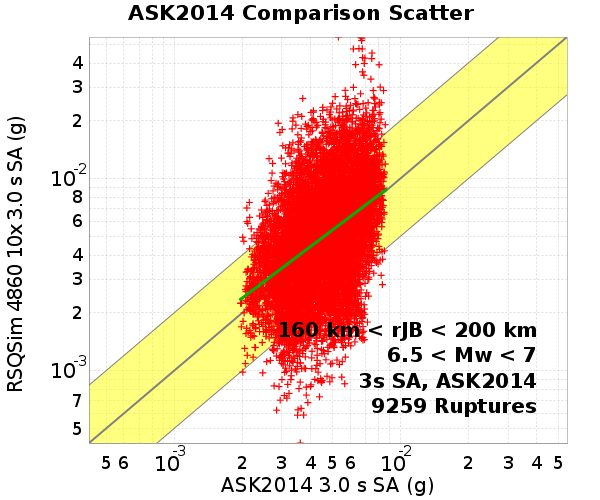 ASK2014 Comparison Scatter
RSQSim 4860 10x 3.0 s SA (g)
4
3
2
10⁻²
8
6
4
3
2
10⁻³
7
5
160 km < rJB < 200 km
6.5 < Mw < 7
3s SA, ASK2014
9259 Ruptures
5 6 10⁻³ 2 3 4 5 6 10⁻² 2 3 4 5
ASK2014 3.0 s SA (g)